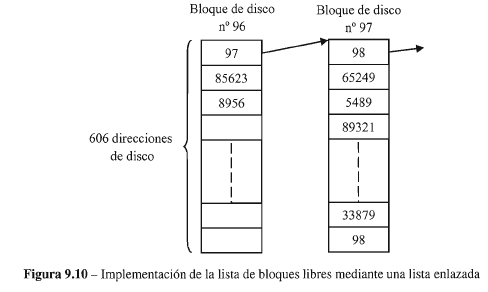 Bloque de disco
nº 96
Bloque de disco
nº 97
97
85623
8956
98
65249
5489
89321
33879
98
606 direcciones
de disco
Figura 9.10 – Implementación de la lista de bloques libres mediante una lista enlazada